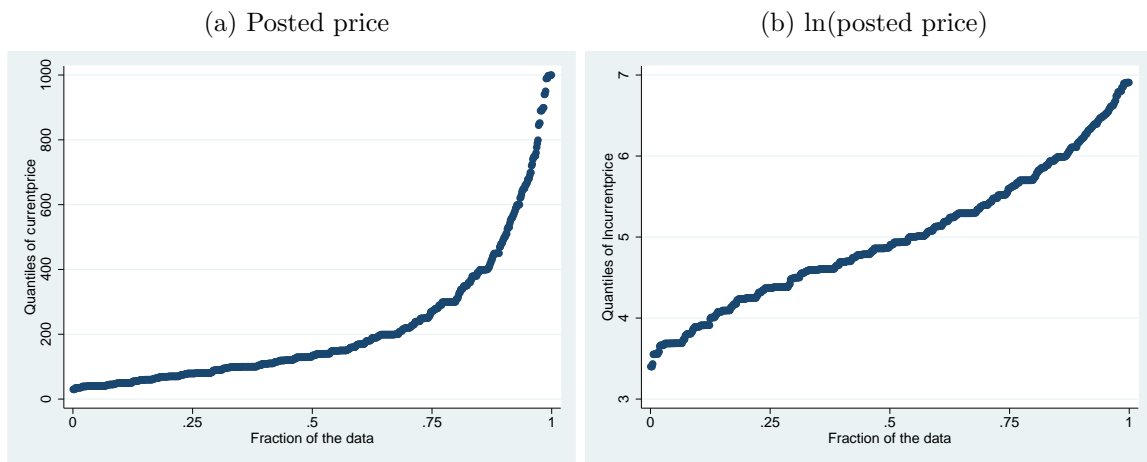 (a) Posted price
(b) ln(posted price)
Quantiles of currentprice
1000
800
600
400
200
0
0 .25 .5 .75 1
Fraction of the data
Quantiles of lncurrentprice
7
6
5
4
3
0 .25 .5 .75 1
Fraction of the data